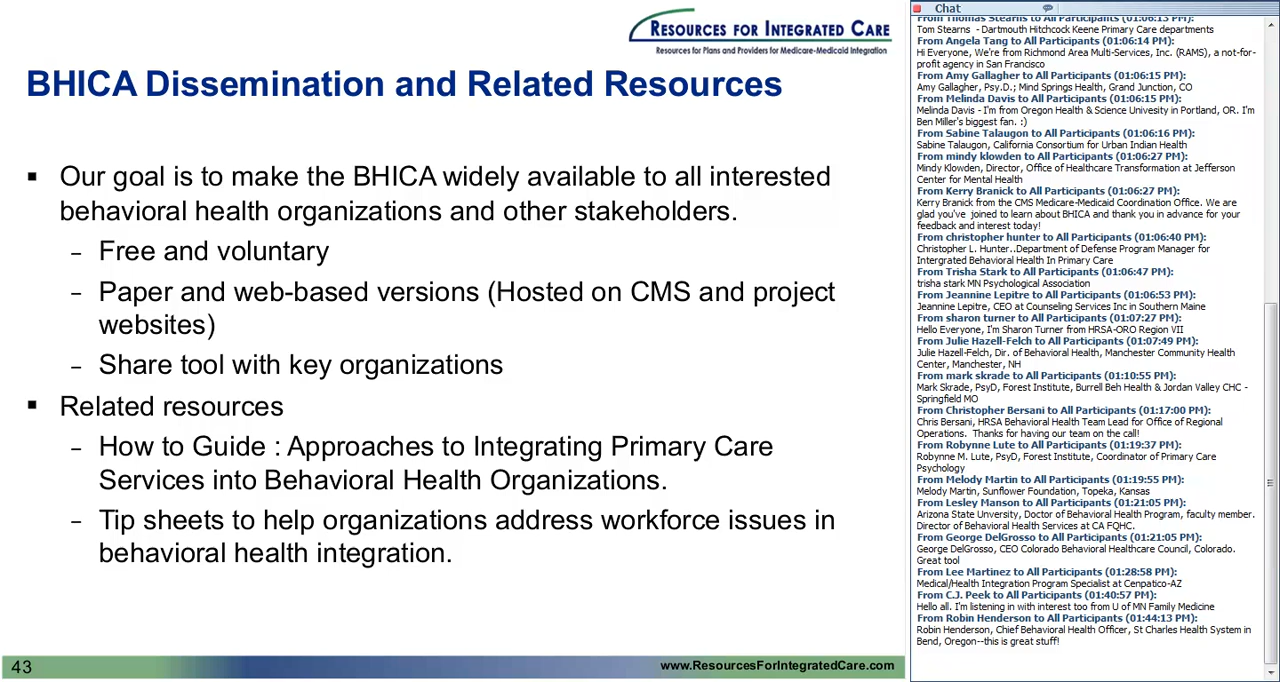 RESOURCES FOR INTEGRATED CARE
Resources for Plans and Providers for Medicare-Medicaid Integration
BHICA Dissemination and Related Resources
▪ Our goal is to make the BHICA widely available to all interested
behavioral health organizations and other stakeholders.
– Free and voluntary
– Paper and web-based versions (Hosted on CMS and project
websites)
– Share tool with key organizations
▪ Related resources
– How to Guide : Approaches to Integrating Primary Care
Services into Behavioral Health Organizations.
– Tip sheets to help organizations address workforce issues in
behavioral health integration.
43
www.ResourcesForIntegratedCare.com
Chat
From Thomas Stearns to All Participants (01:06:13 PM):
Tom Stearns - Dartmouth Hitchcock Keene Primary Care departments
From Angela Tang to All Participants (01:06:14 PM):
Hi Everyone, We're from Richmond Area Multi-Services, Inc. (RAMS), a not-for-
profit agency in San Francisco
From Amy Gallagher to All Participants (01:06:15 PM):
Amy Gallagher, Psy.D.; Mind Springs Health, Grand Junction, CO
From Melinda Davis to All Participants (01:06:15 PM):
Melinda Davis - I'm from Oregon Health & Science Univesity in Portland, OR. I'm
Ben Miller's biggest fan. :)
From Sabine Talaugon to All Participants (01:06:16 PM):
Sabine Talaugon, California Consortium for Urban Indian Health
From mindy klowden to All Participants (01:06:27 PM):
Mindy Klowden, Director, Office of Healthcare Transformation at Jefferson
Center for Mental Health
From Kerry Branick to All Participants (01:06:27 PM):
Kerry Branick from the CMS Medicare-Medicaid Coordination Office. We are
glad you've joined to learn about BHICA and thank you in advance for your
feedback and interest today!
From christopher hunter to All Participants (01:06:40 PM):
Christopher L. Hunter..Department of Defense Program Manager for
Intergrated Behavioral Health In Primary Care
From Trisha Stark to All Participants (01:06:47 PM):
trisha stark MN Psychological Association
From Jeannine Lepitre to All Participants (01:06:53 PM):
Jeannine Lepitre, CEO at Counseling Services Inc in Southern Maine
From sharon turner to All Participants (01:07:27 PM):
Hello Everyone, I'm Sharon Turner from HRSA-ORO Region VII
From Julie Hazell-Felch to All Participants (01:07:49 PM):
Julie Hazell-Felch, Dir. of Behavioral Health, Manchester Community Health
Center, Manchester, NH
From mark skrade to All Participants (01:10:55 PM):
Mark Skrade, PsyD, Forest Institute, Burrell Beh Health & Jordan Valley CHC -
Springfield MO
From Christopher Bersani to All Participants (01:17:00 PM):
Chris Bersani, HRSA Behavioral Health Team Lead for Office of Regional
Operations. Thanks for having our team on the call!
From Robynne Lute to All Participants (01:19:37 PM):
Robynne M. Lute, PsyD, Forest Institute, Coordinator of Primary Care
Psychology
From Melody Martin to All Participants (01:19:55 PM):
Melody Martin, Sunflower Foundation, Topeka, Kansas
From Lesley Manson to All Participants (01:21:05 PM):
Arizona State Unversity, Doctor of Behavioral Health Program, faculty member.
Director of Behavioral Health Services at CA FQHC.
From George DelGrosso to All Participants (01:21:05 PM):
George DelGrosso, CEO Colorado Behavioral Healthcare Council, Colorado.
Great tool
From Lee Martinez to All Participants (01:28:58 PM):
Medical/Health Integration Program Specialist at Cenpatico-AZ
From C.J. Peek to All Participants (01:40:57 PM):
Hello all. I'm listening in with interest too from U of MN Family Medicine
From Robin Henderson to All Participants (01:44:13 PM):
Robin Henderson, Chief Behavioral Health Officer, St Charles Health System in
Bend, Oregon--this is great stuff!